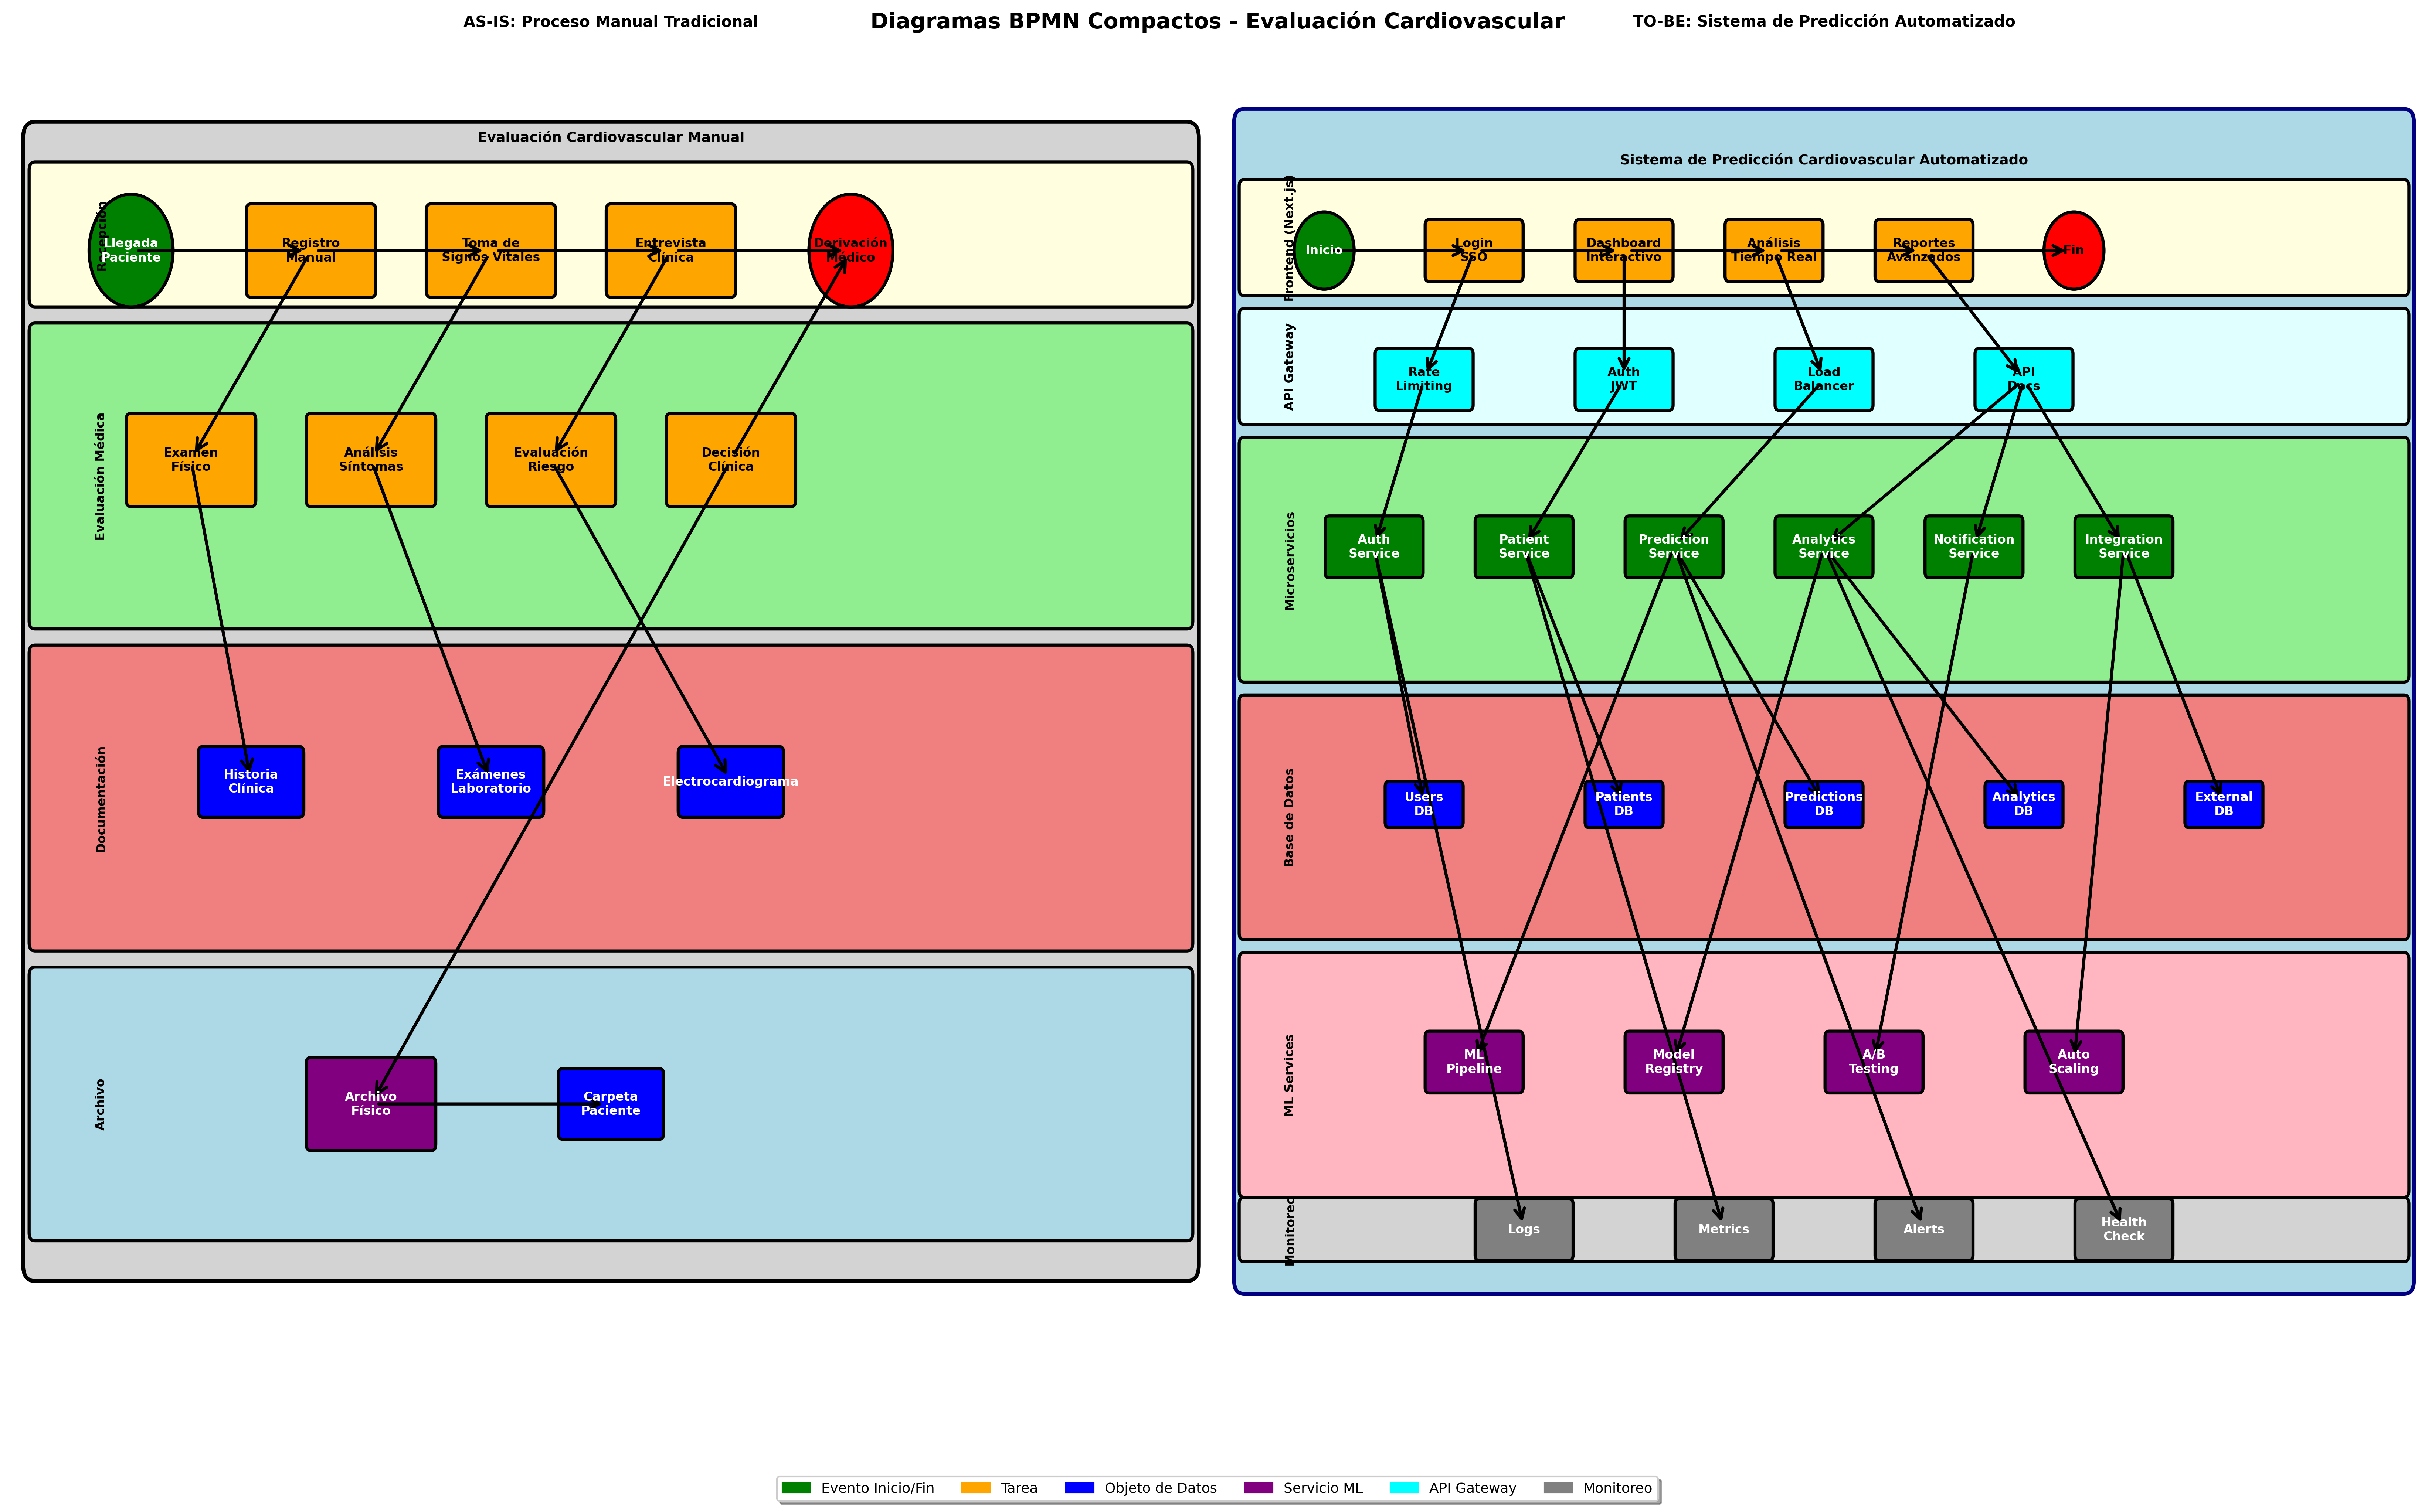 AS-IS: Proceso Manual Tradicional
Diagramas BPMN Compactos - Evaluación Cardiovascular
TO-BE: Sistema de Predicción Automatizado
Evaluación Cardiovascular Manual
Recepción
Llegada
Paciente
Registro
Manual
Toma de
Signos Vitales
Entrevista
Clínica
Derivación
Médico
Evaluación Médica
Examen
Físico
Análisis
Síntomas
Evaluación
Riesgo
Decisión
Clínica
Documentación
Historia
Clínica
Exámenes
Laboratorio
Electrocardiograma
Archivo
Archivo
Físico
Carpeta
Paciente
Sistema de Predicción Cardiovascular Automatizado
Frontend (Next.js)
Inicio
Login
SSO
Dashboard
Interactivo
Análisis
Tiempo Real
Reportes
Avanzados
Fin
API Gateway
Rate
Limiting
Auth
JWT
Load
Balancer
API
Docs
Microservicios
Auth
Service
Patient
Service
Prediction
Service
Analytics
Service
Notification
Service
Integration
Service
Base de Datos
Users
DB
Patients
DB
Predictions
DB
Analytics
DB
External
DB
ML Services
ML
Pipeline
Model
Registry
A/B
Testing
Auto
Scaling
Monitoreo
Logs
Metrics
Alerts
Health
Check
Evento Inicio/Fin
Tarea
Objeto de Datos
Servicio ML
API Gateway
Monitoreo